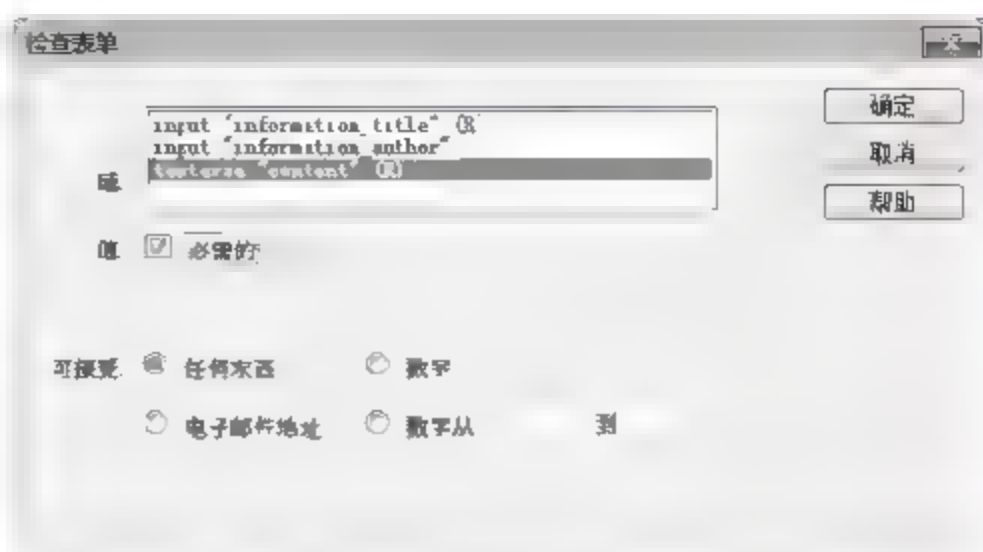 检查表单
input "information_title" (R
input "information_author"
textarea "content" (R)
域
确定
取消
帮助
值 必需的
可接受 任何东西 数字
电子邮件地址 数字从 到